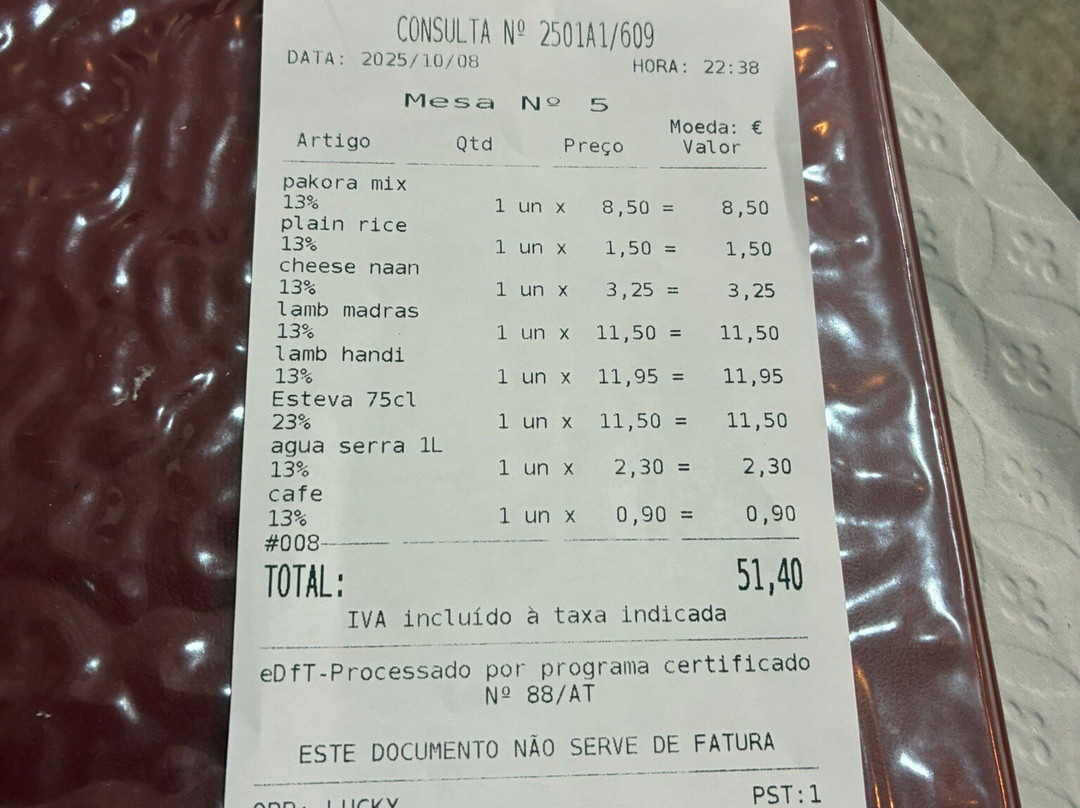 CONSULTA Nº 2501A1/609
DATA: 2025/10/08 HORA: 22:38
Mesa Nº 5
Moeda: €
Artigo Qtd Preço Valor
pakora mix
13% 1 un x 8,50 = 8,50
plain rice
13% 1 un x 1,50 = 1,50
cheese naan
13% 1 un x 3,25 = 3,25
lamb madras
13% 1 un x 11,50 = 11,50
lamb handi
13% 1 un x 11,95 = 11,95
Esteva 75cl
23% 1 un x 11,50 = 11,50
agua serra 1L
13% 1 un x 2,30 = 2,30
cafe
13% 1 un x 0,90 = 0,90
#008
TOTAL: 51,40
IVA incluído à taxa indicada
eDfT-Processado por programa certificado
Nº 88/AT
ESTE DOCUMENTO NÃO SERVE DE FATURA
OPR: LUCKY PST:1